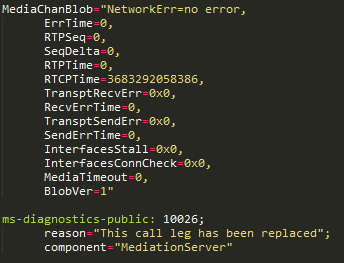 MediaChanBlob="NetworkErr=no error,
ErrTime=0,
RTPSeq=0,
SeqDelta=0,
RTPTime=0,
RTCPTime=3683292058386,
TransptRecvErr=0x0,
RecvErrTime=0,
TransptSendErr=0x0,
SendErrTime=0,
InterfacesStall=0x0,
InterfacesConnCheck=0x0,
MediaTimeout=0,
BlobVer=1"
ms-diagnostics-public: 10026;
reason="This call leg has been replaced";
component="MediationServer"